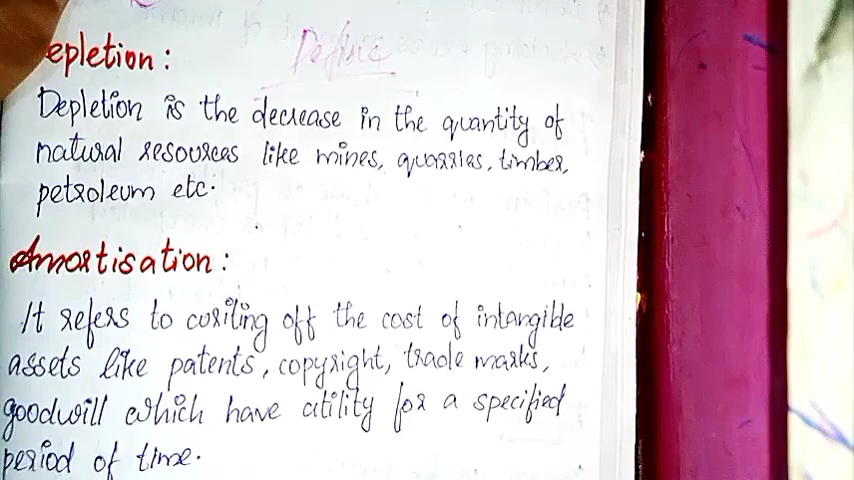 epletion :
Define
Depletion is the decrease in the quantity of
natural resources like mines, quarries, timber,
petroleum etc.
Amortisation :
It refers to writing off the cost of intangible
assets like patents, copyright, trade marks,
goodwill which have utility for a specified
period of time.